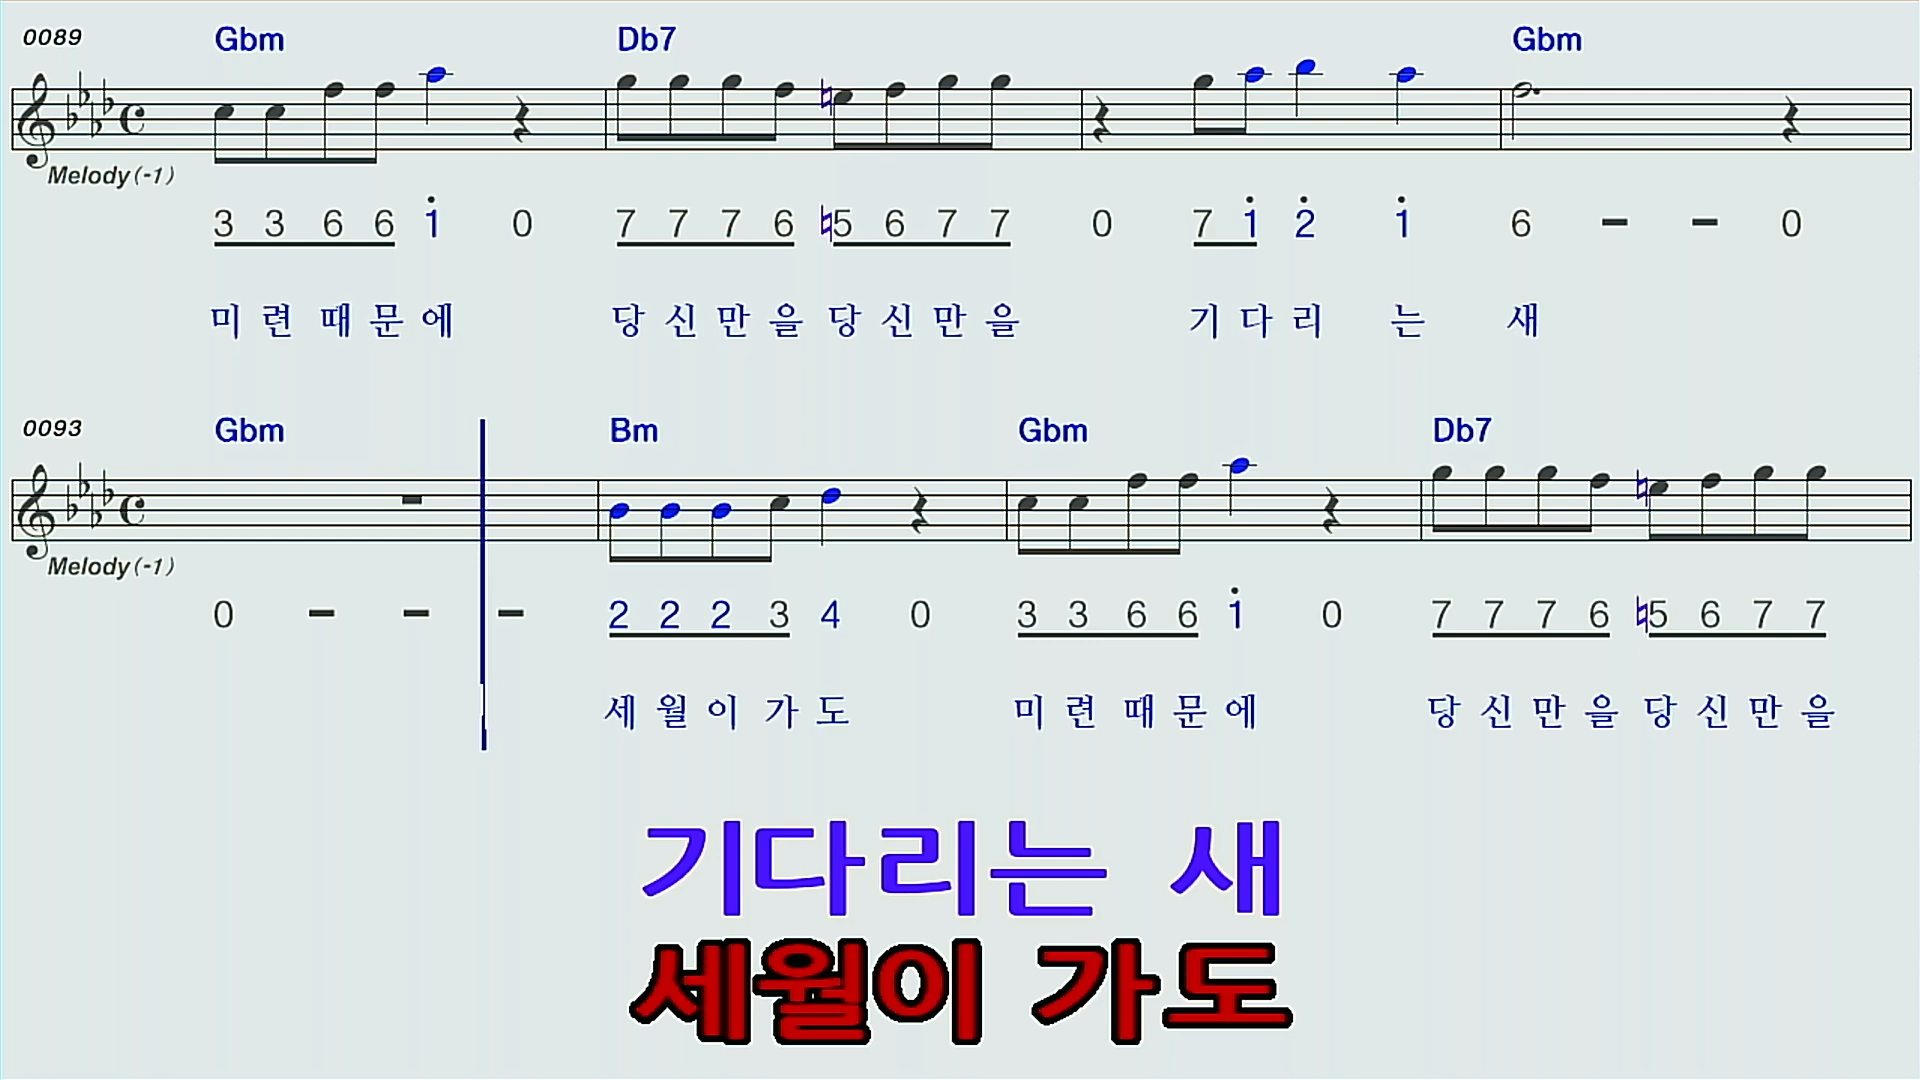 0089 Gbm Db7 Gbm
Melody(-1)
3 3 6 6 1 0 7 7 7 6 ♮5 6 7 7 0 7 1 2 1 6 - - 0
미 련 때 문 에 당 신 만 을 당 신 만 을 기 다 리 는 새
0093 Gbm Bm Gbm Db7
Melody(-1)
0 - - - 2 2 2 3 4 0 3 3 6 6 1 0 7 7 7 6 ♮5 6 7 7
세 월 이 가 도 미 련 때 문 에 당 신 만 을 당 신 만 을
기다리는 새
세월이 가도